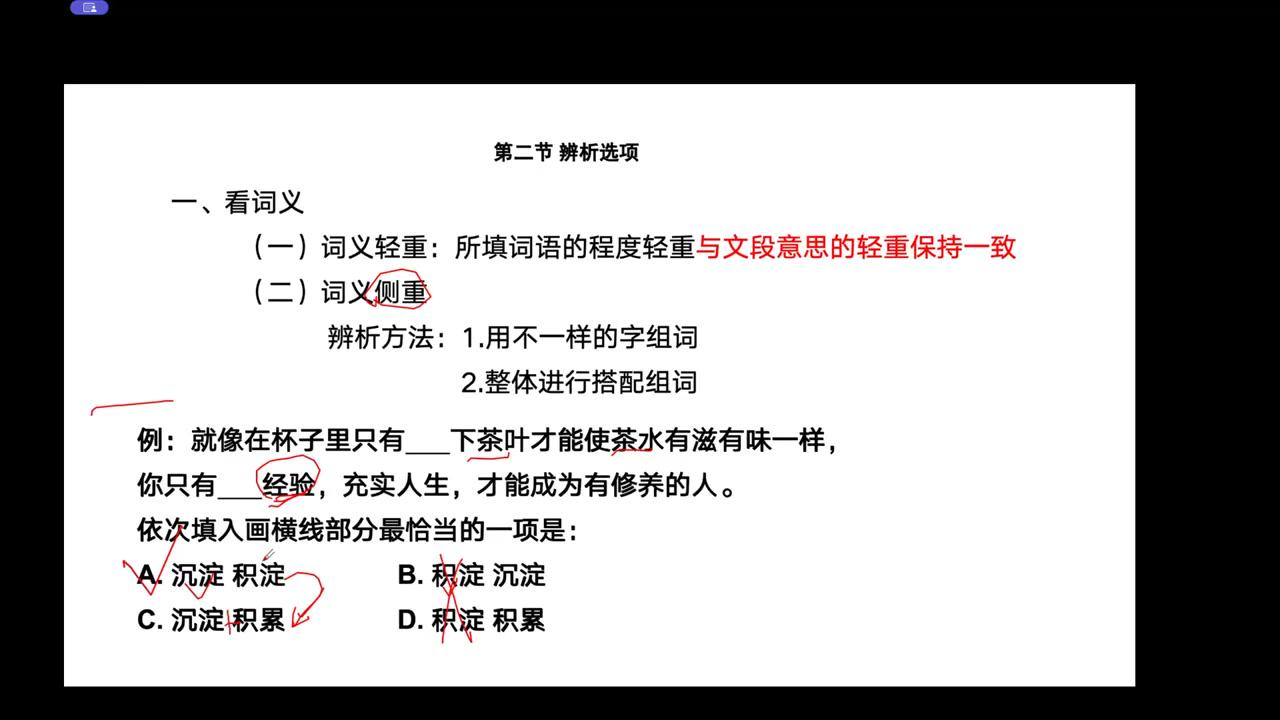 第二节 辨析选项
一、看词义
（一）词义轻重：所填词语的程度轻重与文段意思的轻重保持一致
（二）词义侧重
辨析方法：1.用不一样的字组词
2.整体进行搭配组词
例：就像在杯子里只有___下茶叶才能使茶水有滋有味一样，
你只有___经验，充实人生，才能成为有修养的人。
依次填入画横线部分最恰当的一项是：
A. 沉淀 积淀 B. 积淀 沉淀
C. 沉淀 积累 D. 积淀 积累